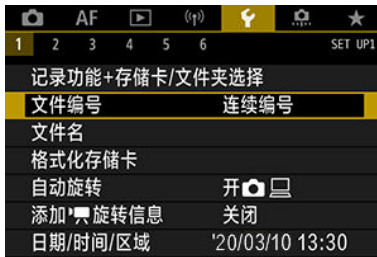 AF
1 2 3 4 5 6 SET UP1
记录功能+存储卡/文件夹选择
文件编号 连续编号
文件名
格式化存储卡
自动旋转 开
添加旋转信息 关闭
日期/时间/区域 '20/03/10 13:30